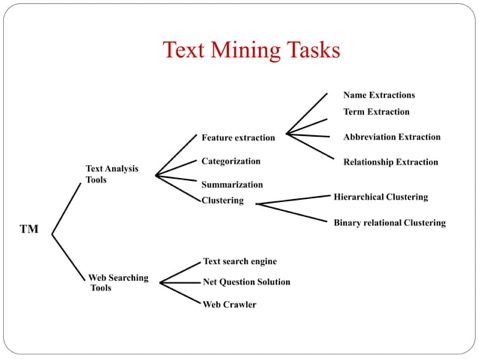 Text Mining Tasks
Name Extractions
Term Extraction
Feature extraction
Abbreviation Extraction
Categorization
Relationship Extraction
Text Analysis
Tools
Summarization
Clustering
Hierarchical Clustering
Binary relational Clustering
TM
Text search engine
Web Searching
Tools
Net Question Solution
Web Crawler